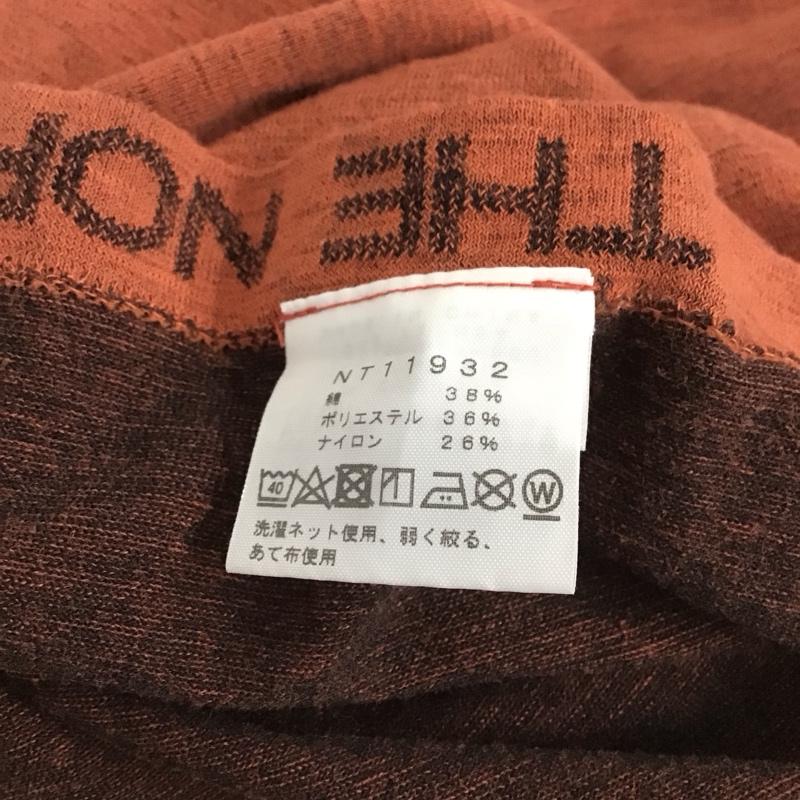 THE NOR
NT11932
綿 38%
ポリエステル 36%
ナイロン 26%
40 W
洗濯ネット使用、弱く絞る、
あて布使用